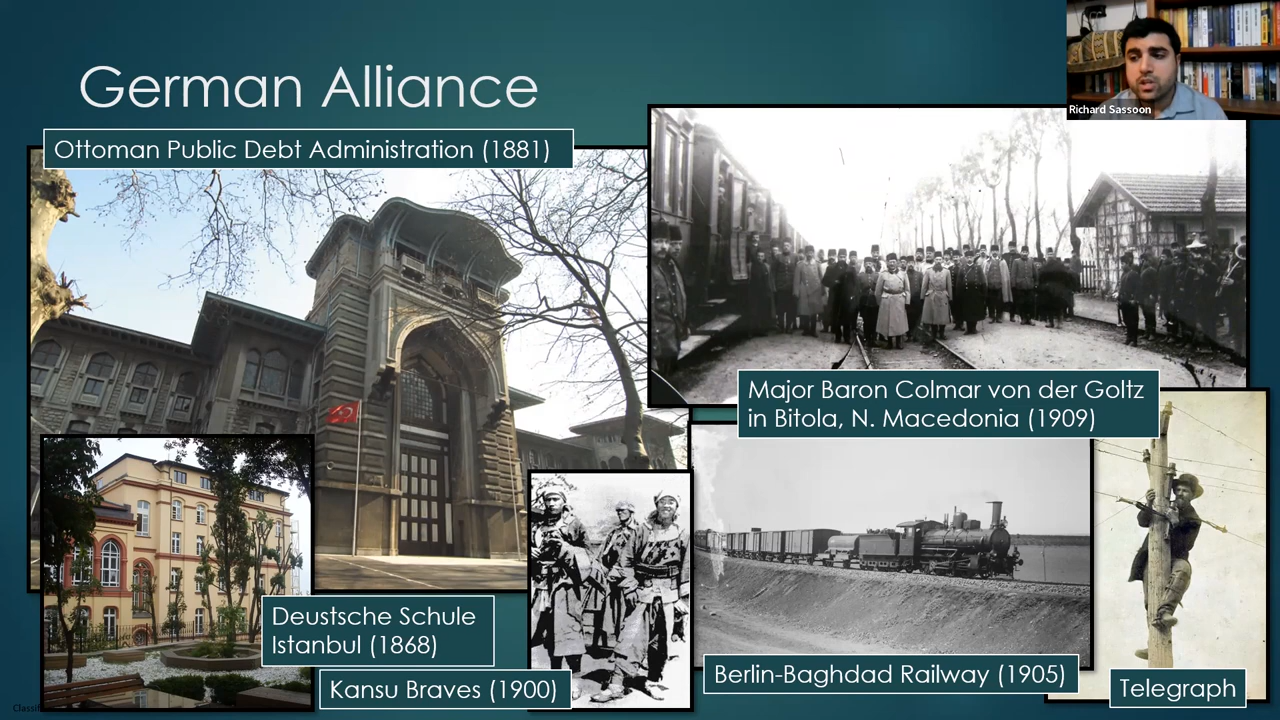 German Alliance
Richard Sassoon
Ottoman Public Debt Administration (1881)
Major Baron Colmar von der Goltz
in Bitola, N. Macedonia (1909)
Deustsche Schule
Istanbul (1868)
Kansu Braves (1900)
Berlin-Baghdad Railway (1905)
Telegraph